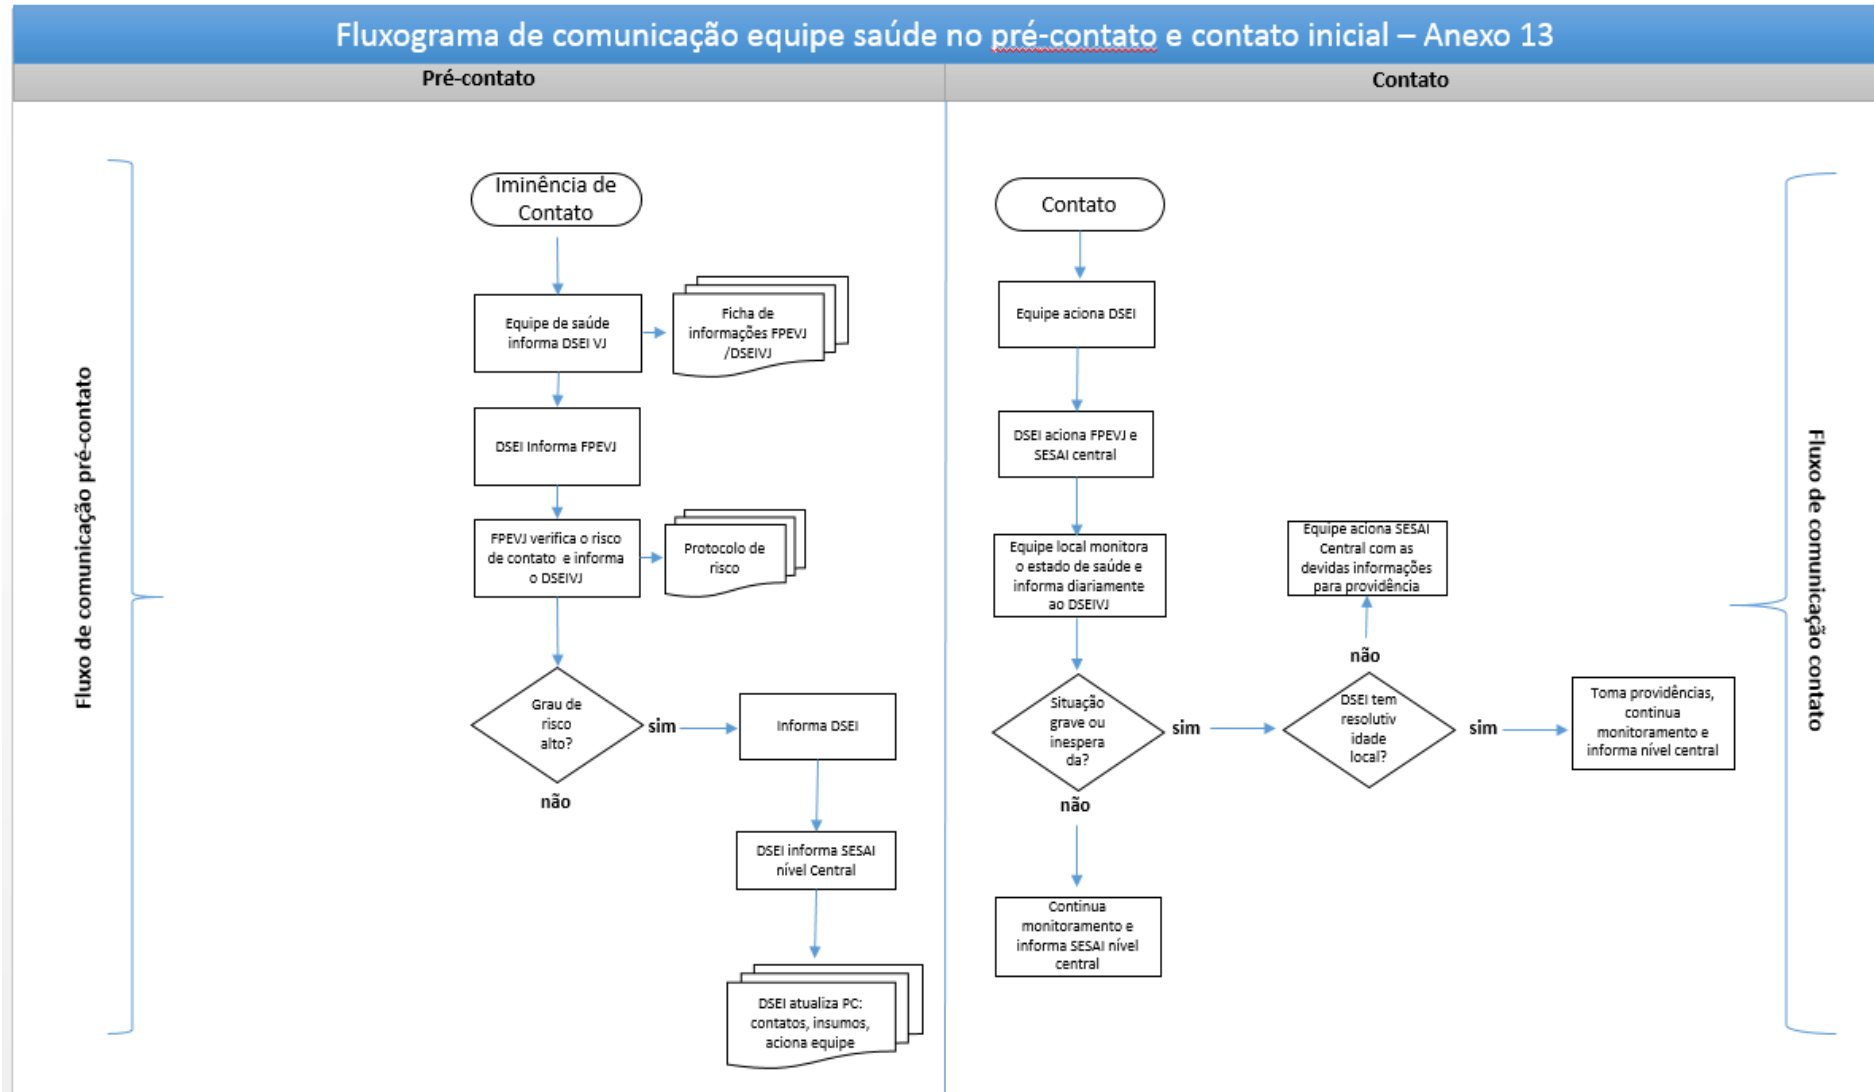 Fluxograma de comunicação equipe saúde no pré-contato e contato inicial – Anexo 13
Pré-contato
Contato
Fluxo de comunicação pré-contato
Iminência de
Contato
Equipe de saúde
informa DSEI VJ
Ficha de
informações FPEVJ
/DSEIVJ
DSEI Informa FPEVJ
FPEVJ verifica o risco
de contato e informa
o DSEIVJ
Protocolo de
risco
Grau de
risco
alto?
sim
não
Informa DSEI
DSEI informa SESAI
nível Central
DSEI atualiza PC:
contatos, insumos,
aciona equipe
Contato
Equipe aciona DSEI
DSEI aciona FPEVJ e
SESAI central
Equipe local monitora
o estado de saúde e
informa diariamente
ao DSEIVJ
Situação
grave ou
inespera
da?
sim
não
Continua
monitoramento e
informa SESAI nível
central
Equipe aciona SESAI
Central com as
devidas informações
para providência
não
DSEI tem
resolutiv
idade
local?
sim
Toma providências,
continua
monitoramento e
informa nível central
Fluxo de comunicação contato